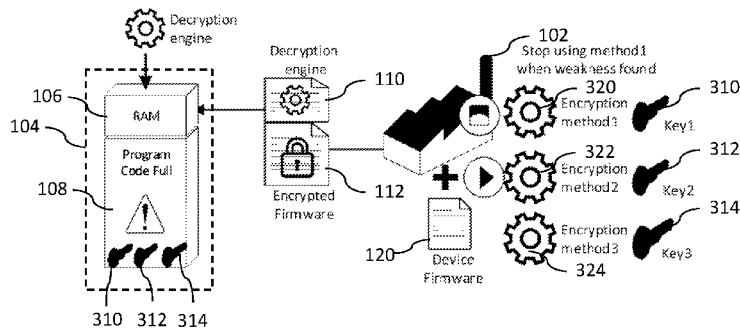 Decryption
engine
106
RAM
104
Program
Code Full
108
310
312
314
Decryption
engine
110
Encrypted
Firmware
112
102
Stop using method1
when weakness found
320
Encryption
method1
310
Key1
322
Encryption
method2
312
Key2
120
Device
Firmware
Encryption
method3
324
314
Key3